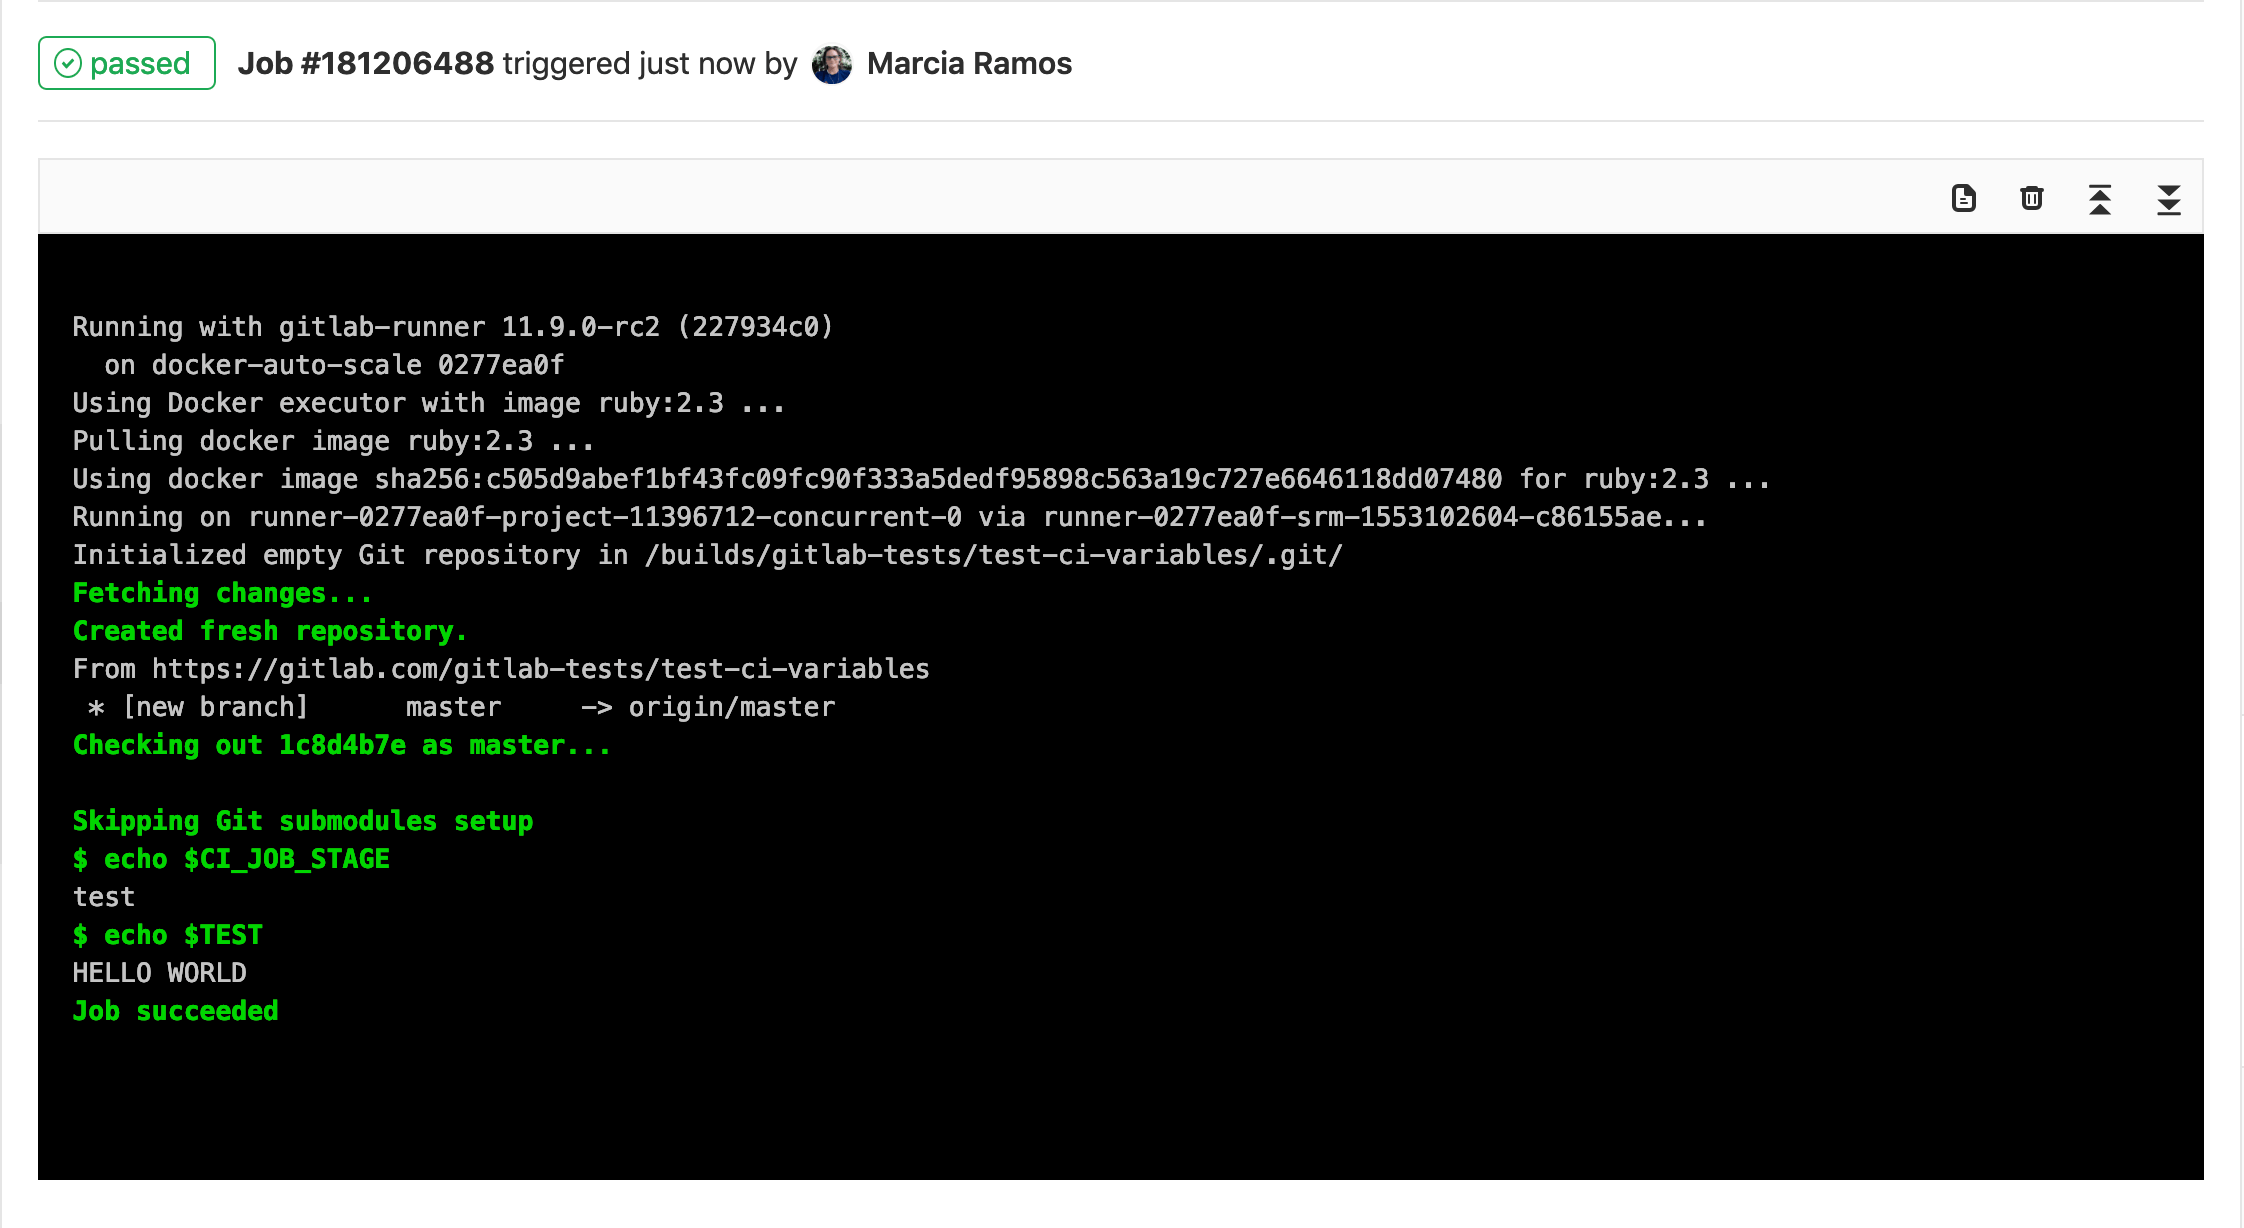 passed Job #181206488 triggered just now by Marcia Ramos
Running with gitlab-runner 11.9.0-rc2 (227934c0)
  on docker-auto-scale 0277ea0f
Using Docker executor with image ruby:2.3 ...
Pulling docker image ruby:2.3 ...
Using docker image sha256:c505d9abef1bf43fc09fc90f333a5dedf95898c563a19c727e6646118dd07480 for ruby:2.3 ...
Running on runner-0277ea0f-project-11396712-concurrent-0 via runner-0277ea0f-srm-1553102604-c86155ae...
Initialized empty Git repository in /builds/gitlab-tests/test-ci-variables/.git/
Fetching changes...
Created fresh repository.
From https://gitlab.com/gitlab-tests/test-ci-variables
 * [new branch]      master     -> origin/master
Checking out 1c8d4b7e as master...
Skipping Git submodules setup
$ echo $CI_JOB_STAGE
test
$ echo $TEST
HELLO WORLD
Job succeeded